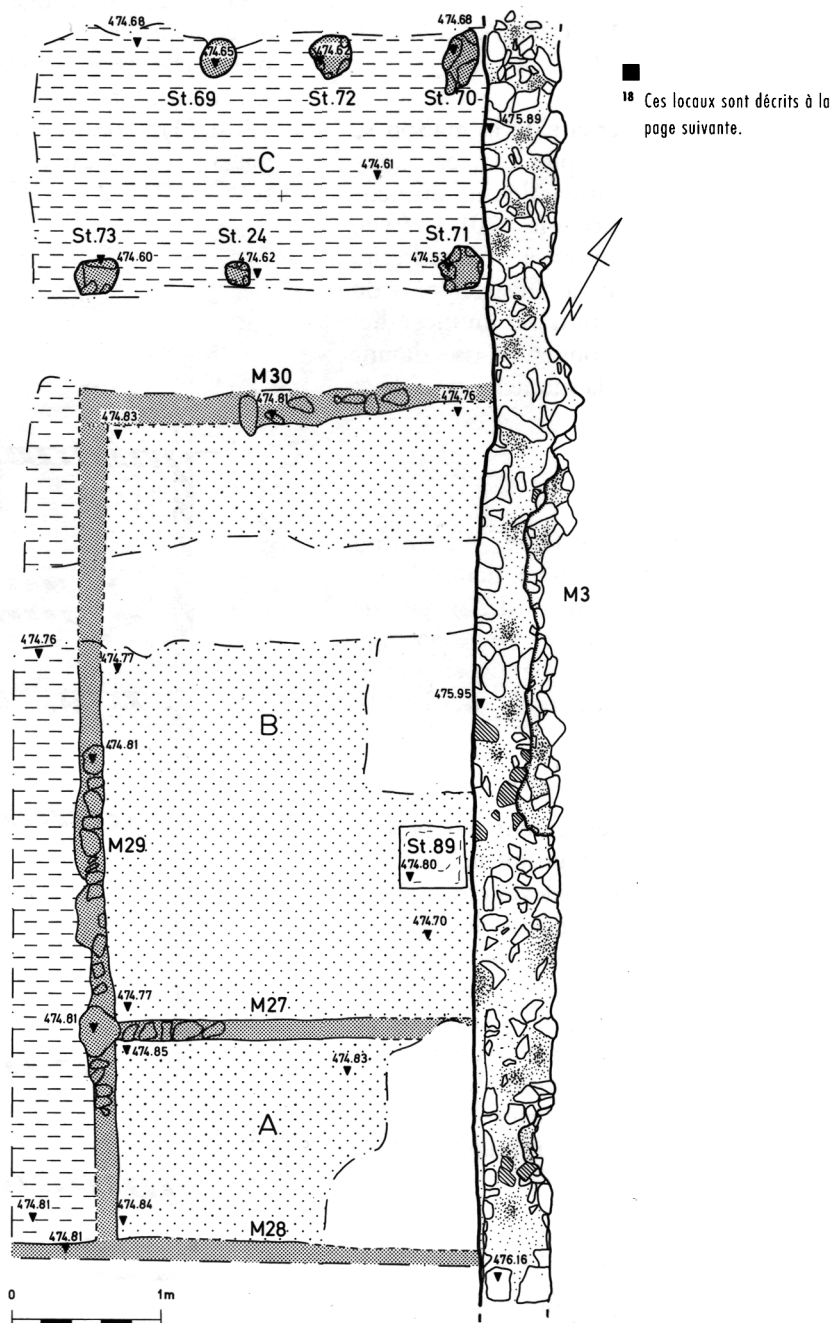 474.68
474.68
474.65
474.62
St.69
St.72
St.70
18 Ces locaux sont décrits à la
page suivante.
475.89
C
474.61
St.73
St. 24
St.71
474.60
474.62
474.53
N
M30
474.83
474.81
474.76
M3
474.76
474.77
475.95
B
474.81
M29
St.89
474.80
474.70
474.77
M27
474.81
474.85
474.83
A
474.81
474.84
M28
474.81
476.16
0
1m